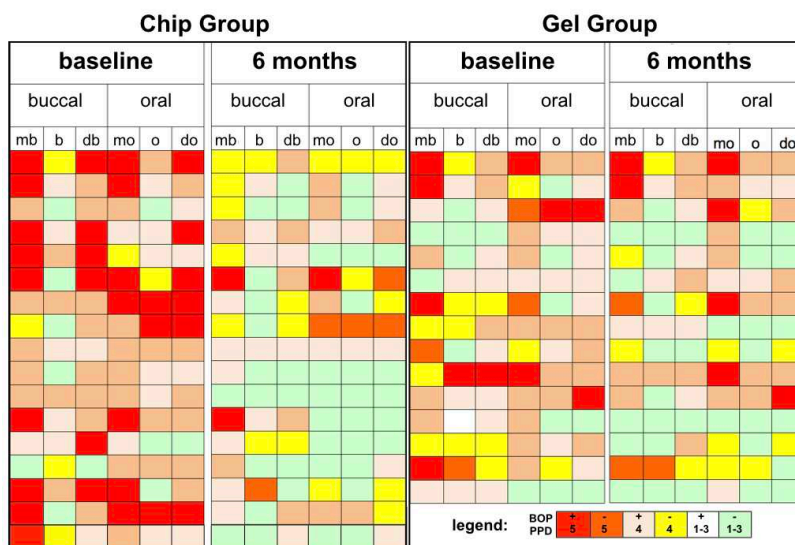 Chip Group Gel Group
baseline 6 months baseline 6 months
buccal oral buccal oral buccal oral buccal oral
mb b db mo o do mb b db mo o do mb b db mo o do mb b db mo o do
legend: BOP + - + - + -
PPD 5 5 4 4 1-3 1-3